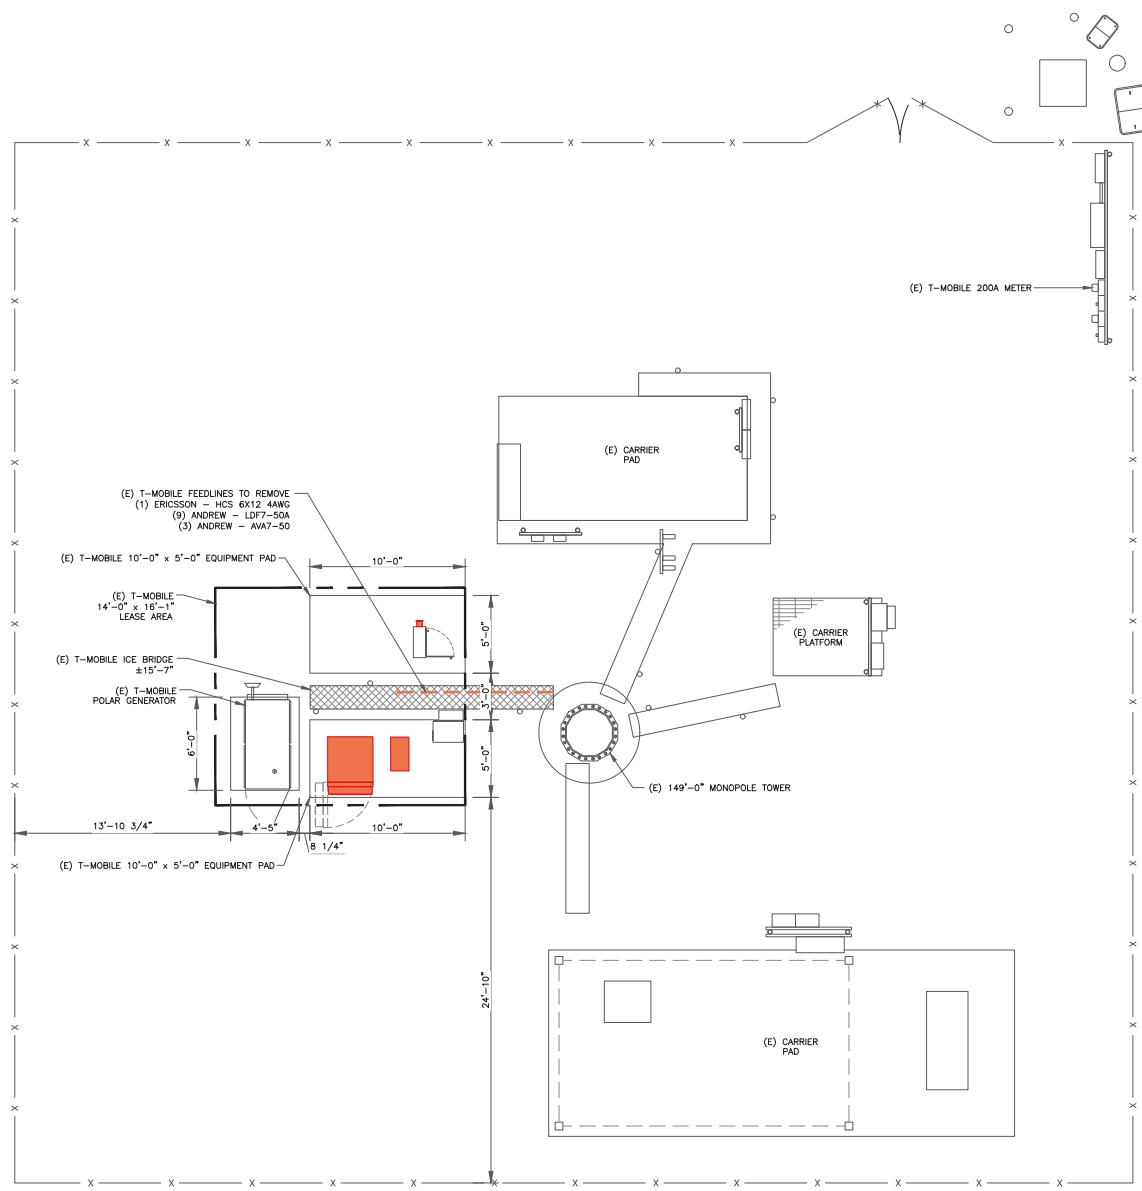 (E) T-MOBILE 200A METER
(E) CARRIER
PAD
(E) T-MOBILE FEEDLINES TO REMOVE
(1) ERICSSON - HCS 6X12 4AWG
(9) ANDREW - LDF7-50A
(3) ANDREW - AVA7-50
(E) T-MOBILE 10'-0" x 5'-0" EQUIPMENT PAD
10'-0"
(E) T-MOBILE
14'-0" x 16'-1"
LEASE AREA
5'-0"
(E) CARRIER
PLATFORM
(E) T-MOBILE ICE BRIDGE
±15'-7"
(E) T-MOBILE
POLAR GENERATOR
3'-0"
6'-0"
5'-0"
(E) 149'-0" MONOPOLE TOWER
13'-10 3/4"
4'-5"
10'-0"
8 1/4"
(E) T-MOBILE 10'-0" x 5'-0" EQUIPMENT PAD
24'-10"
(E) CARRIER
PAD